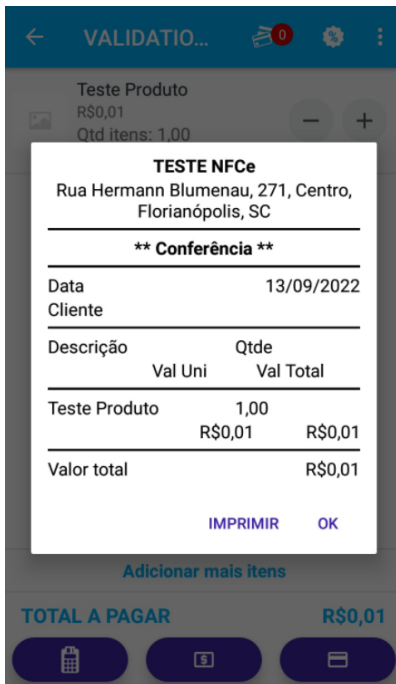 VALIDATIO...
0
%
Teste Produto
R$0,01
Qtd itens: 1,00
TESTE NFCe
Rua Hermann Blumenau, 271, Centro,
Florianópolis, SC
** Conferência **
Data 13/09/2022
Cliente
Descrição Qtde
Val Uni Val Total
Teste Produto 1,00
R$0,01 R$0,01
Valor total R$0,01
IMPRIMIR OK
Adicionar mais itens
TOTAL A PAGAR R$0,01